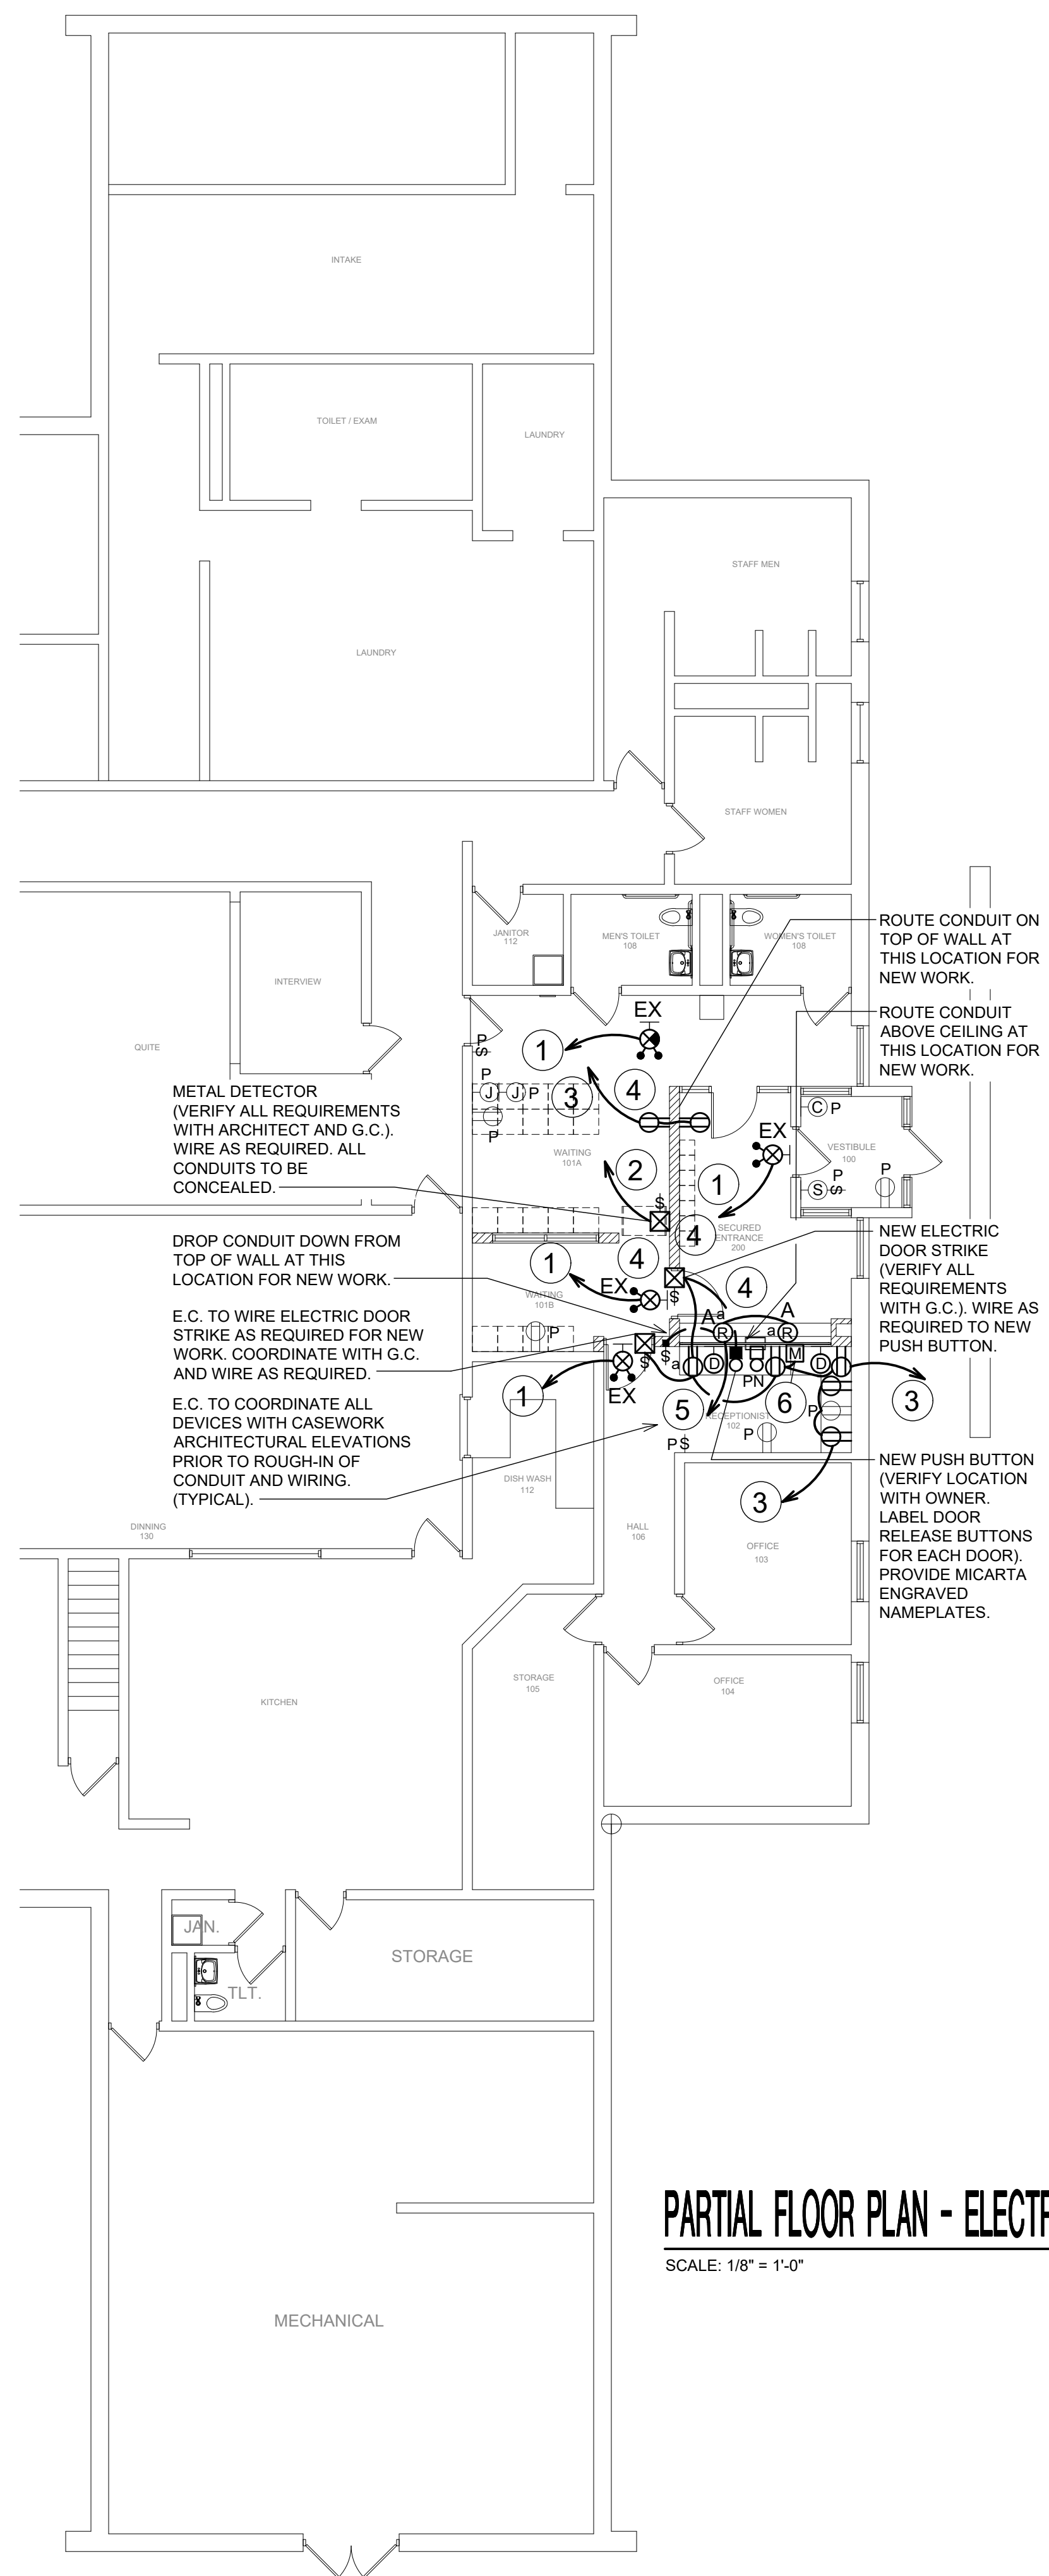 INTAKE
TOILET / EXAM
LAUNDRY
STAFF MEN
LAUNDRY
STAFF WOMEN
ROUTE CONDUIT ON
TOP OF WALL AT
THIS LOCATION FOR
NEW WORK.
JANITOR
112
MEN'S TOILET
108
WOMEN'S TOILET
108
INTERVIEW
ROUTE CONDUIT
ABOVE CEILING AT
THIS LOCATION FOR
NEW WORK.
EX
1
QUITE
P
$
P
J
J
P
P
3
4
METAL DETECTOR
(VERIFY ALL REQUIREMENTS
WITH ARCHITECT AND G.C.).
WIRE AS REQUIRED. ALL
CONDUITS TO BE
CONCEALED.
C
P
EX
VESTIBULE
100
WAITING
101A
2
1
P
$
S
P
$
4
SECURED
ENTRANCE
200
NEW ELECTRIC
DOOR STRIKE
(VERIFY ALL
REQUIREMENTS
WITH G.C.). WIRE AS
REQUIRED TO NEW
PUSH BUTTON.
DROP CONDUIT DOWN FROM
TOP OF WALL AT THIS
LOCATION FOR NEW WORK.
4
1
EX
WAITING
101B
$
4
E.C. TO WIRE ELECTRIC DOOR
STRIKE AS REQUIRED FOR NEW
WORK. COORDINATE WITH G.C.
AND WIRE AS REQUIRED.
A
a
A
P
R
a
R
$
$
a
D
M
D
EX
1
PN
3
E.C. TO COORDINATE ALL
DEVICES WITH CASEWORK
ARCHITECTURAL ELEVATIONS
PRIOR TO ROUGH-IN OF
CONDUIT AND WIRING.
(TYPICAL).
5
6
RECEPTIONIST
102
P
P
P
$
NEW PUSH BUTTON
(VERIFY LOCATION
WITH OWNER.
LABEL DOOR
RELEASE BUTTONS
FOR EACH DOOR).
PROVIDE MICARTA
ENGRAVED
NAMEPLATES.
DISH WASH
112
3
DINNING
130
HALL
106
OFFICE
103
STORAGE
105
OFFICE
104
KITCHEN
JAN.
STORAGE
TLT.
PARTIAL FLOOR PLAN - ELECTR
SCALE: 1/8" = 1'-0"
MECHANICAL